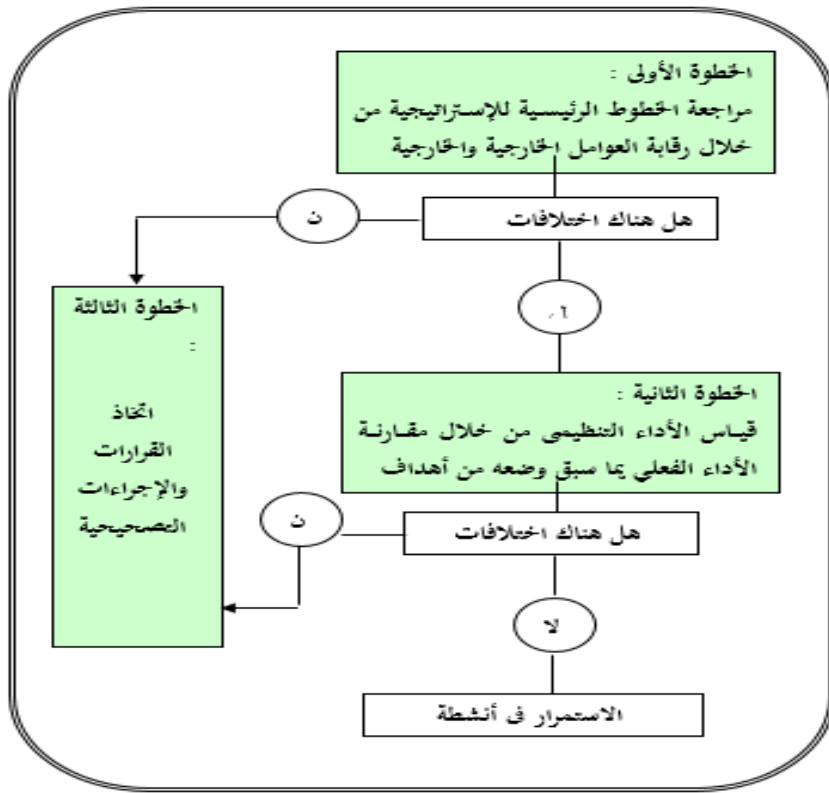 الخطوة الأولى :
مراجعة الخطوط الرئيسية للإستراتيجية من
خلال رقابة العوامل الخارجية والخارجية
هل هناك اختلافات
ن
الخطوة الثالثة
:
اتخاذ
القرارات
والإجراءات
التصحيحية
الخطوة الثانية :
قياس الأداء التنظيمى من خلال مقارنة
الأداء الفعلي بما سبق وضعه من أهداف
هل هناك اختلافات
ن
لا
الاستمرار فى أنشطة